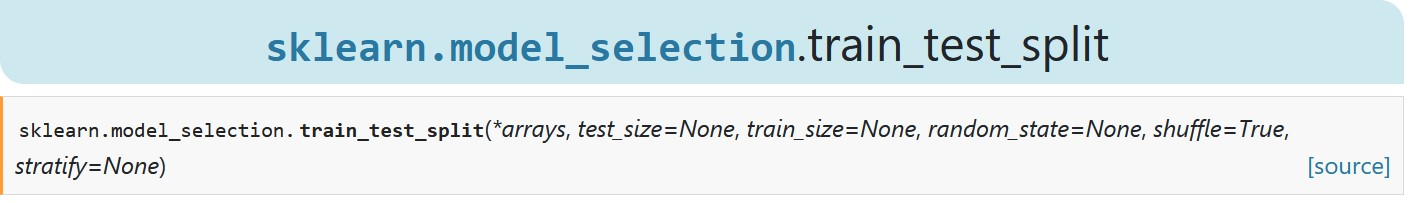 sklearn.model_selection.train_test_split
sklearn.model_selection.train_test_split(*arrays, test_size=None, train_size=None, random_state=None, shuffle=True,
stratify=None) [source]